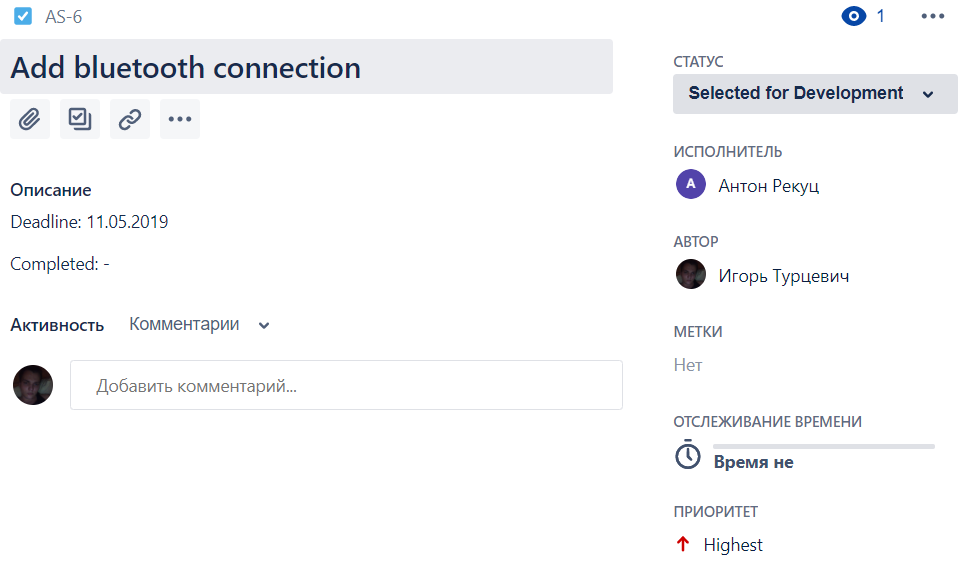 AS-6
1
Add bluetooth connection
Описание
Deadline: 11.05.2019
Completed: -
Активность Комментарии
Добавить комментарий...
СТАТУС
Selected for Development
ИСПОЛНИТЕЛЬ
A Антон Рекуц
АВТОР
Игорь Турцевич
МЕТКИ
Нет
ОТСЛЕЖИВАНИЕ ВРЕМЕНИ
Время не
ПРИОРИТЕТ
Highest